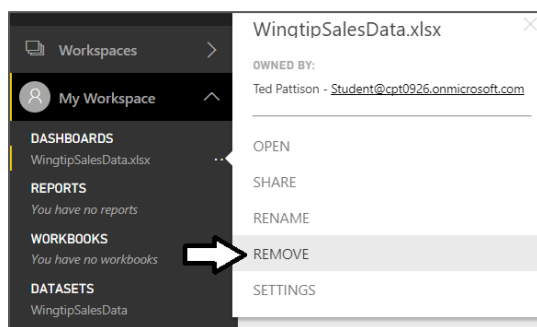 Workspaces
My Workspace
DASHBOARDS
WingtipSalesData.xlsx
REPORTS
You have no reports
WORKBOOKS
You have no workbooks
DATASETS
WingtipSalesData
WingtipSalesData.xlsx
OWNED BY:
Ted Pattison - Student@cpt0926.onmicrosoft.com
OPEN
SHARE
RENAME
REMOVE
SETTINGS